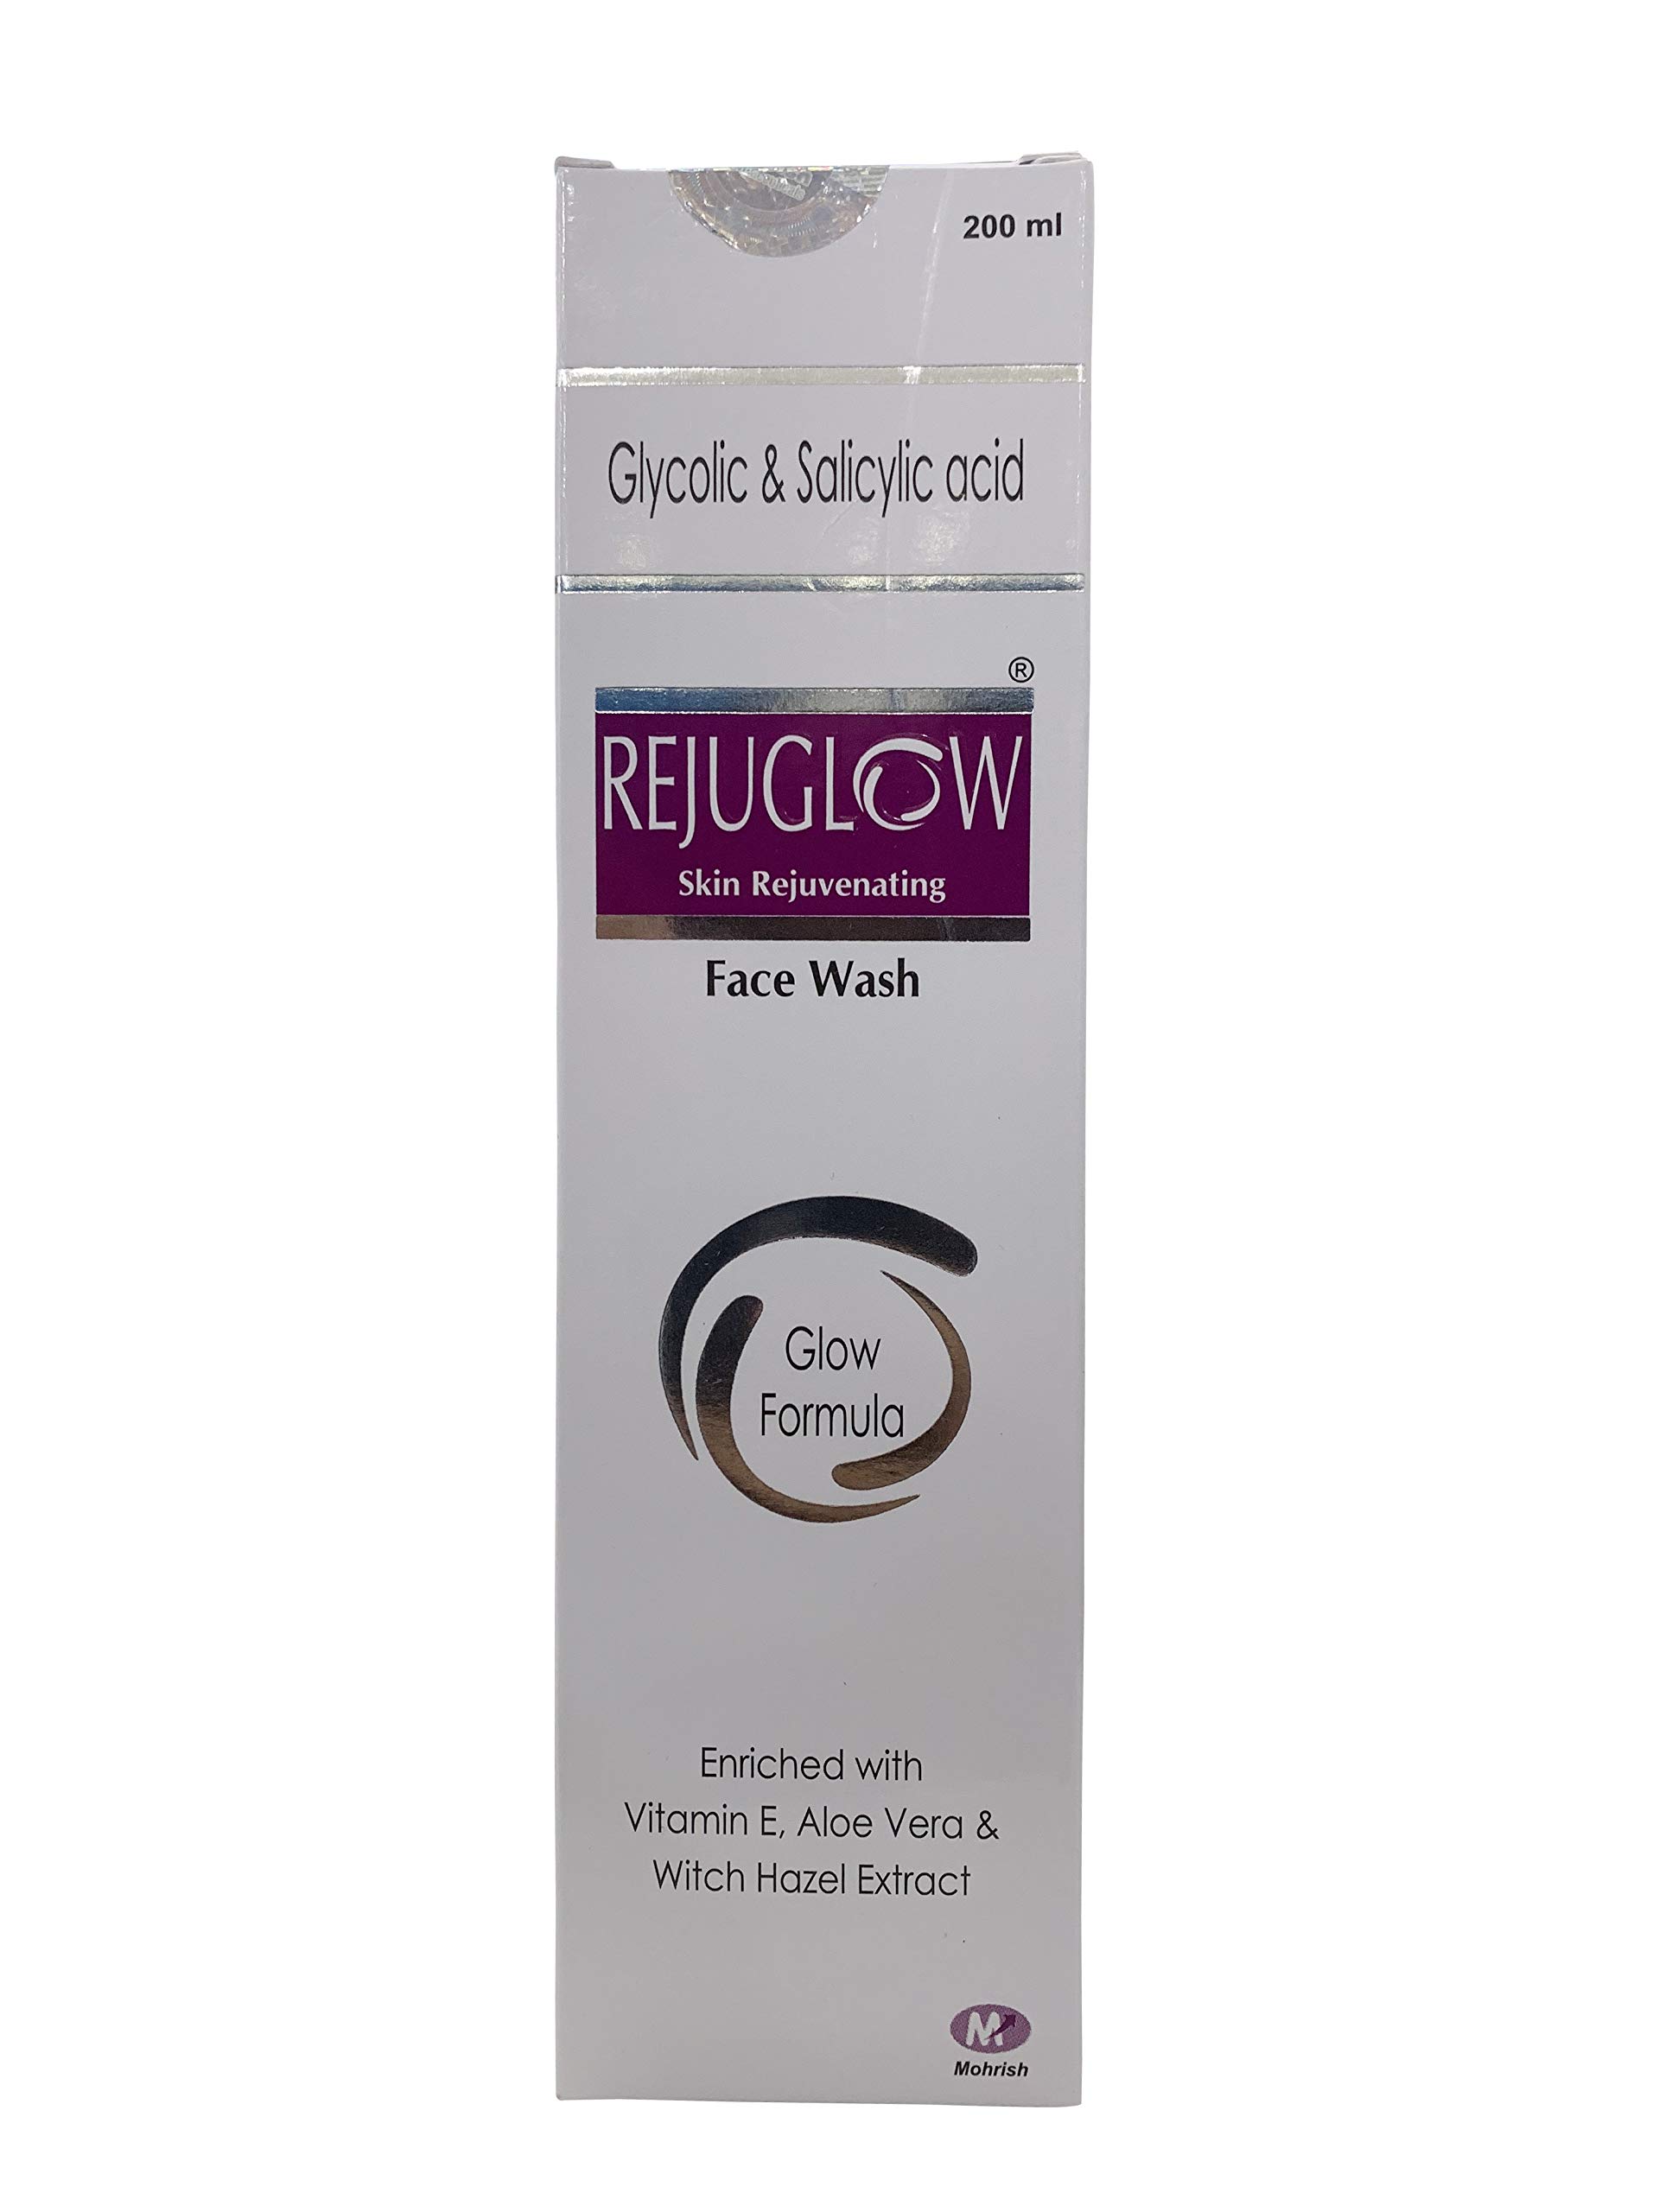 200 ml
Glycolic & Salicylic acid
®
REJUGLOW
Skin Rejuvenating
Face Wash
Glow
Formula
Enriched with
Vitamin E, Aloe Vera &
Witch Hazel Extract
M
Mohrish